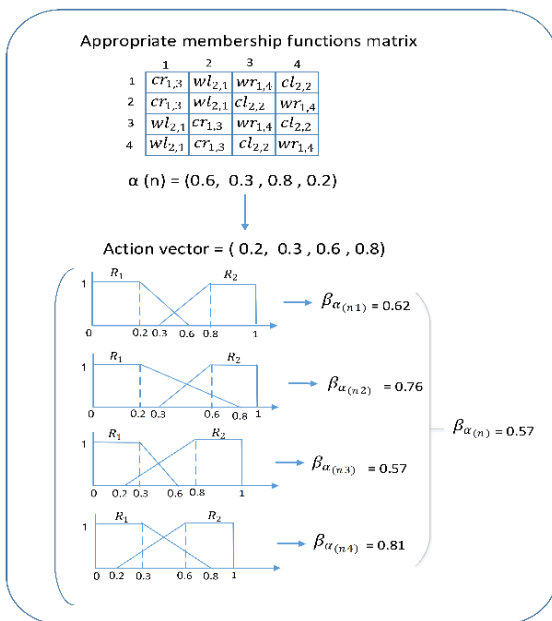 Appropriate membership functions matrix
1 2 3 4
1 cr₁,₃ wl₂,₁ wr₁,₄ cl₂,₂
2 cr₁,₃ wl₂,₁ cl₂,₂ wr₁,₄
3 wl₂,₁ cr₁,₃ wr₁,₄ cl₂,₂
4 wl₂,₁ cr₁,₃ cl₂,₂ wr₁,₄
α (n) = (0.6, 0.3 , 0.8 , 0.2)
Action vector = ( 0.2, 0.3 , 0.6 , 0.8)
R₁ R₂
1
0 0.2 0.3 0.6 0.8 1
β_α(n1) = 0.62
R₁ R₂
1
0 0.2 0.3 0.6 0.8 1
β_α(n2) = 0.76
R₁ R₂
1
0 0.2 0.3 0.6 0.8 1
β_α(n3) = 0.57
R₁ R₂
1
0 0.2 0.3 0.6 0.8 1
β_α(n4) = 0.81
β_α(n) = 0.57